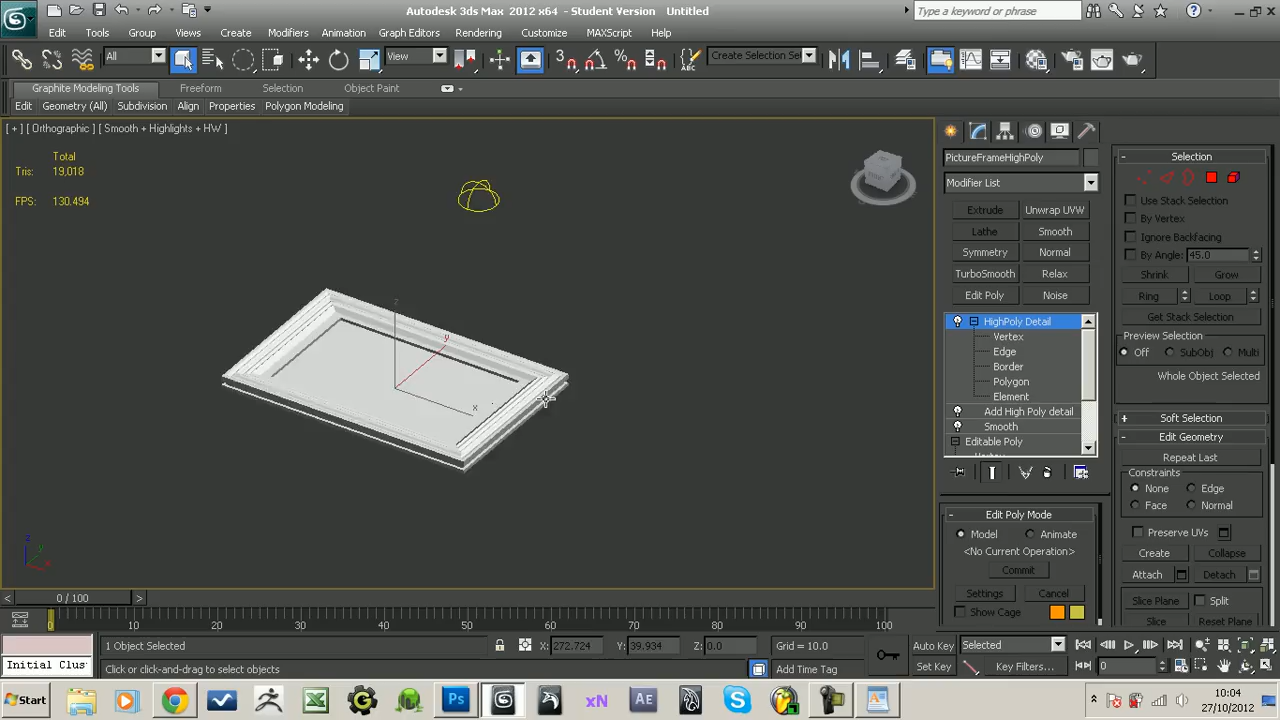 Autodesk 3ds Max 2012 x64 - Student Version Untitled
Type a keyword or phrase
Edit Tools Group Views Create Modifiers Animation Graph Editors Rendering Customize MAXScript Help
All View 3 Create Selection Se
Graphite Modeling Tools Freeform Selection Object Paint
Edit Geometry (All) Subdivision Align Properties Polygon Modeling
[ + ] [ Orthographic ] [ Smooth + Highlights + HW ]
Total
Tris: 19,018
FPS: 130.494
z
y
x
PictureFrameHighPoly
Modifier List
Extrude Unwrap UVW
Lathe Smooth
Symmetry Normal
TurboSmooth Relax
Edit Poly Noise
HighPoly Detail
Vertex
Edge
Border
Polygon
Element
Add High Poly detail
Smooth
Editable Poly
Edit Poly Mode
Model Animate
<No Current Operation>
Commit
Settings Cancel
Show Cage
Selection
Use Stack Selection
By Vertex
Ignore Backfacing
By Angle: 45.0
Shrink Grow
Ring Loop
Get Stack Selection
Preview Selection
Off SubObj Multi
Whole Object Selected
Soft Selection
Edit Geometry
Repeat Last
Constraints
None Edge
Face Normal
Preserve UVs
Create Collapse
Attach Detach
Slice Plane Split
Slice Reset Plane
0 / 100
0 10 20 30 40 50 60 70 80 90 100
1 Object Selected X: 272.724 Y: 39.934 Z: 0.0 Grid = 10.0 Auto Key Selected
Initial Clus Click or click-and-drag to select objects Add Time Tag Set Key Key Filters... 0
Start Ps xN AE
10:04
27/10/2012